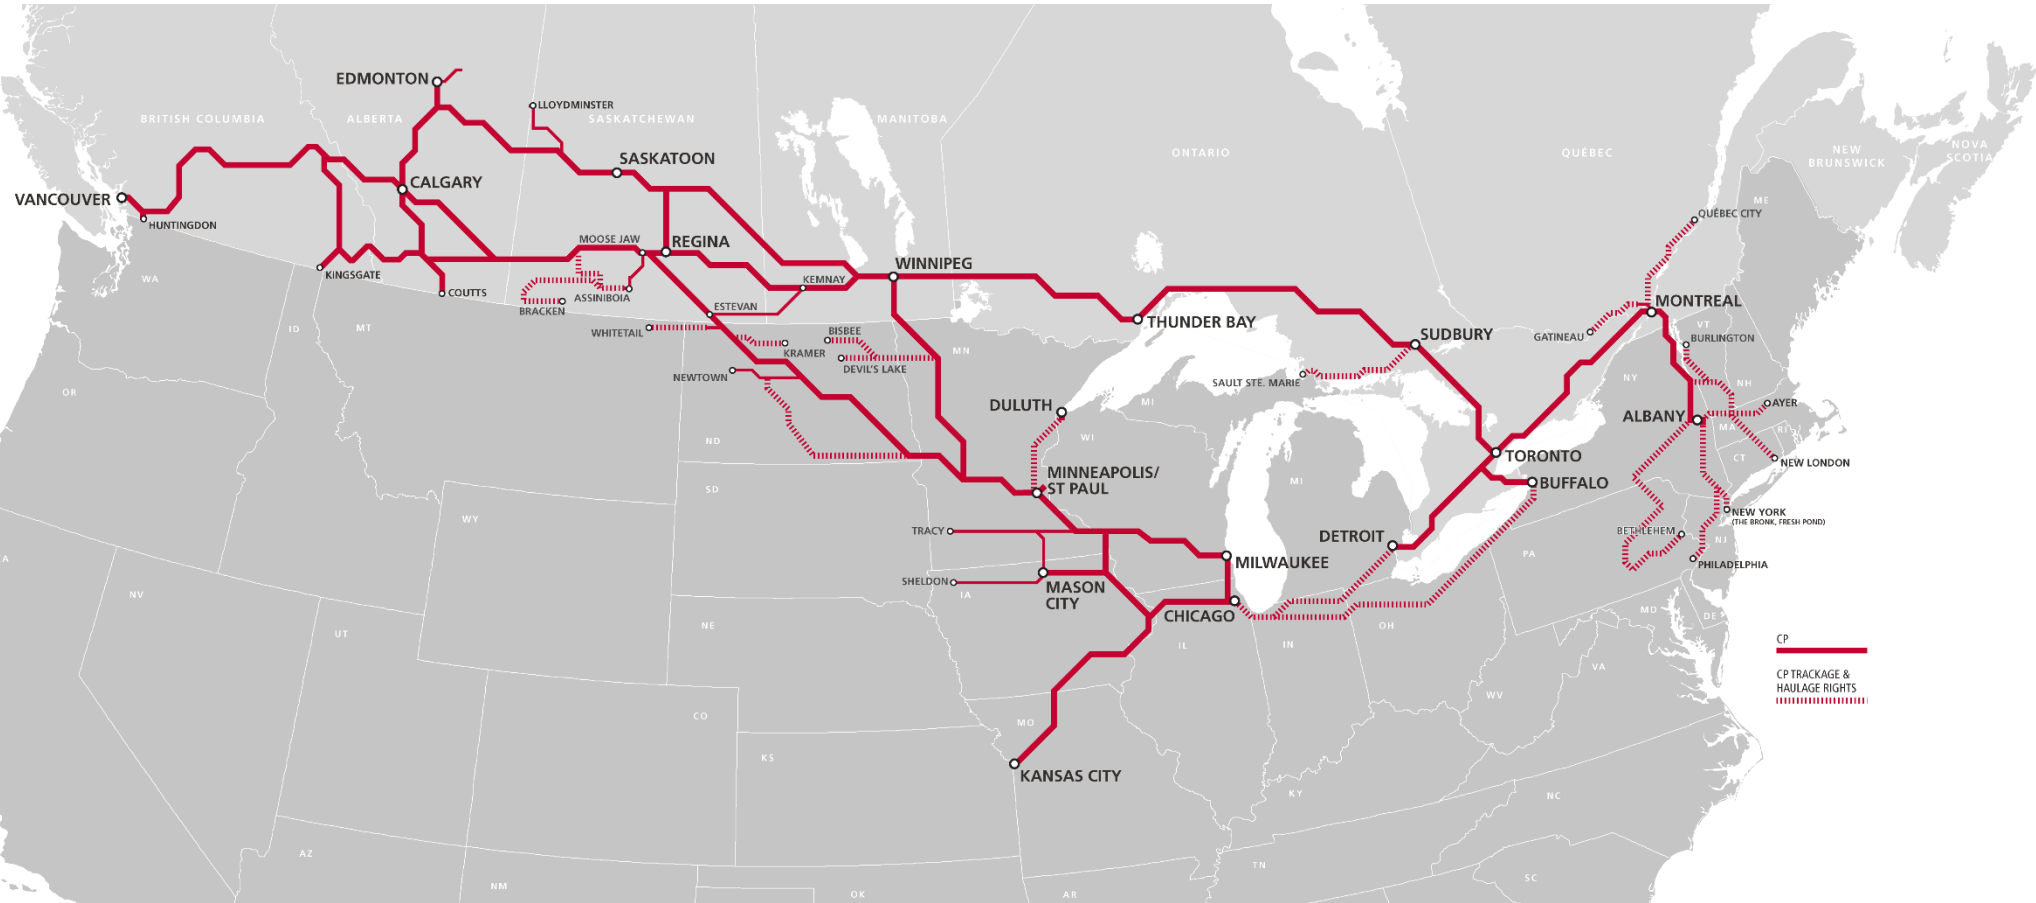 EDMONTON
LLOYDMINSTER
BRITISH COLUMBIA
ALBERTA
SASKATCHEWAN
MANITOBA
ONTARIO
QUÉBEC
NEW
BRUNSWICK
NOVA
SCOTIA
SASKATOON
CALGARY
VANCOUVER
HUNTINGDON
ME
QUÉBEC CITY
MOOSE JAW
REGINA
WINNIPEG
KINGSGATE
WA
COUTTS
KEMNAY
ASSINIBOIA
BRACKEN
ESTEVAN
MONTREAL
THUNDER BAY
ID
MT
WHITETAIL
BISBEE
KRAMER
MN
DEVIL'S LAKE
SUDBURY
GATINEAU
VT
BURLINGTON
NEWTOWN
SAULT STE. MARIE
NY
NH
OR
DULUTH
MI
AYER
ALBANY
MA
RI
ND
WI
CT
TORONTO
NEW LONDON
MINNEAPOLIS/
ST PAUL
MI
BUFFALO
SD
WY
TRACY
DETROIT
BETHLEHEM
NEW YORK
(THE BRONK, FRESH POND)
NJ
PA
A
MILWAUKEE
PHILADELPHIA
SHELDON
IA
MASON
CITY
NV
CHICAGO
MD
DE
UT
NE
OH
IL
IN
CP
VA
CP TRACKAGE &
HAULAGE RIGHTS
WV
CO
MO
KS
KANSAS CITY
KY
NC
AZ
TN
NM
OK
AR
SC